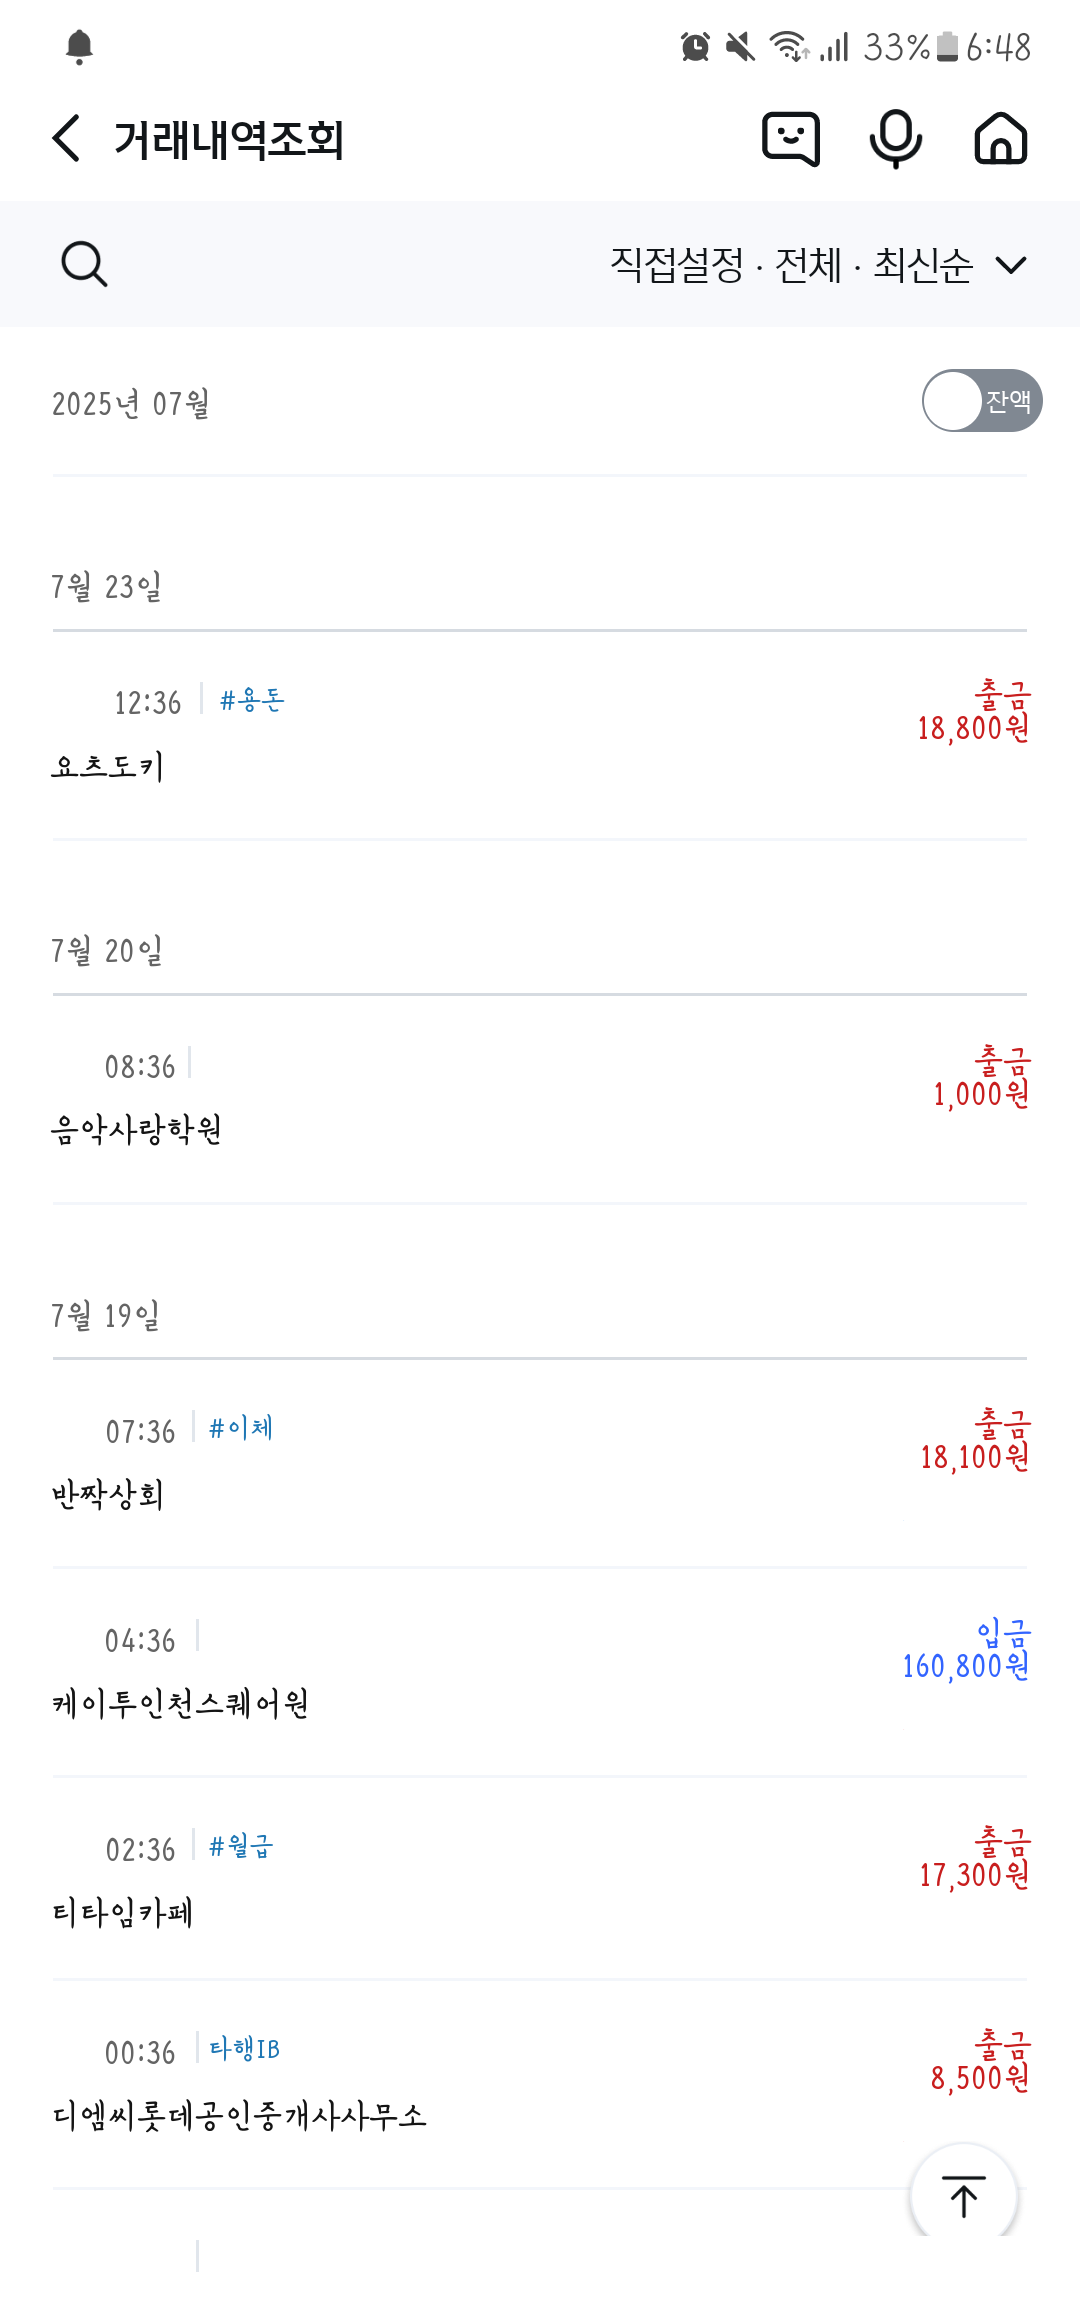 33% 6:48
거래내역조회
직접설정 · 전체 · 최신순
2025년 07월
잔액
7월 23일
12:36 #용돈
출금
18,800원
요츠도키
7월 20일
08:36
출금
1,000원
음악사랑학원
7월 19일
07:36 #이체
출금
18,100원
반짝상회
04:36
입금
160,800원
케이투인천스퀘어원
02:36 #월급
출금
17,300원
티타임카페
00:36 타행IB
출금
8,500원
디엠씨롯데공인중개사사무소